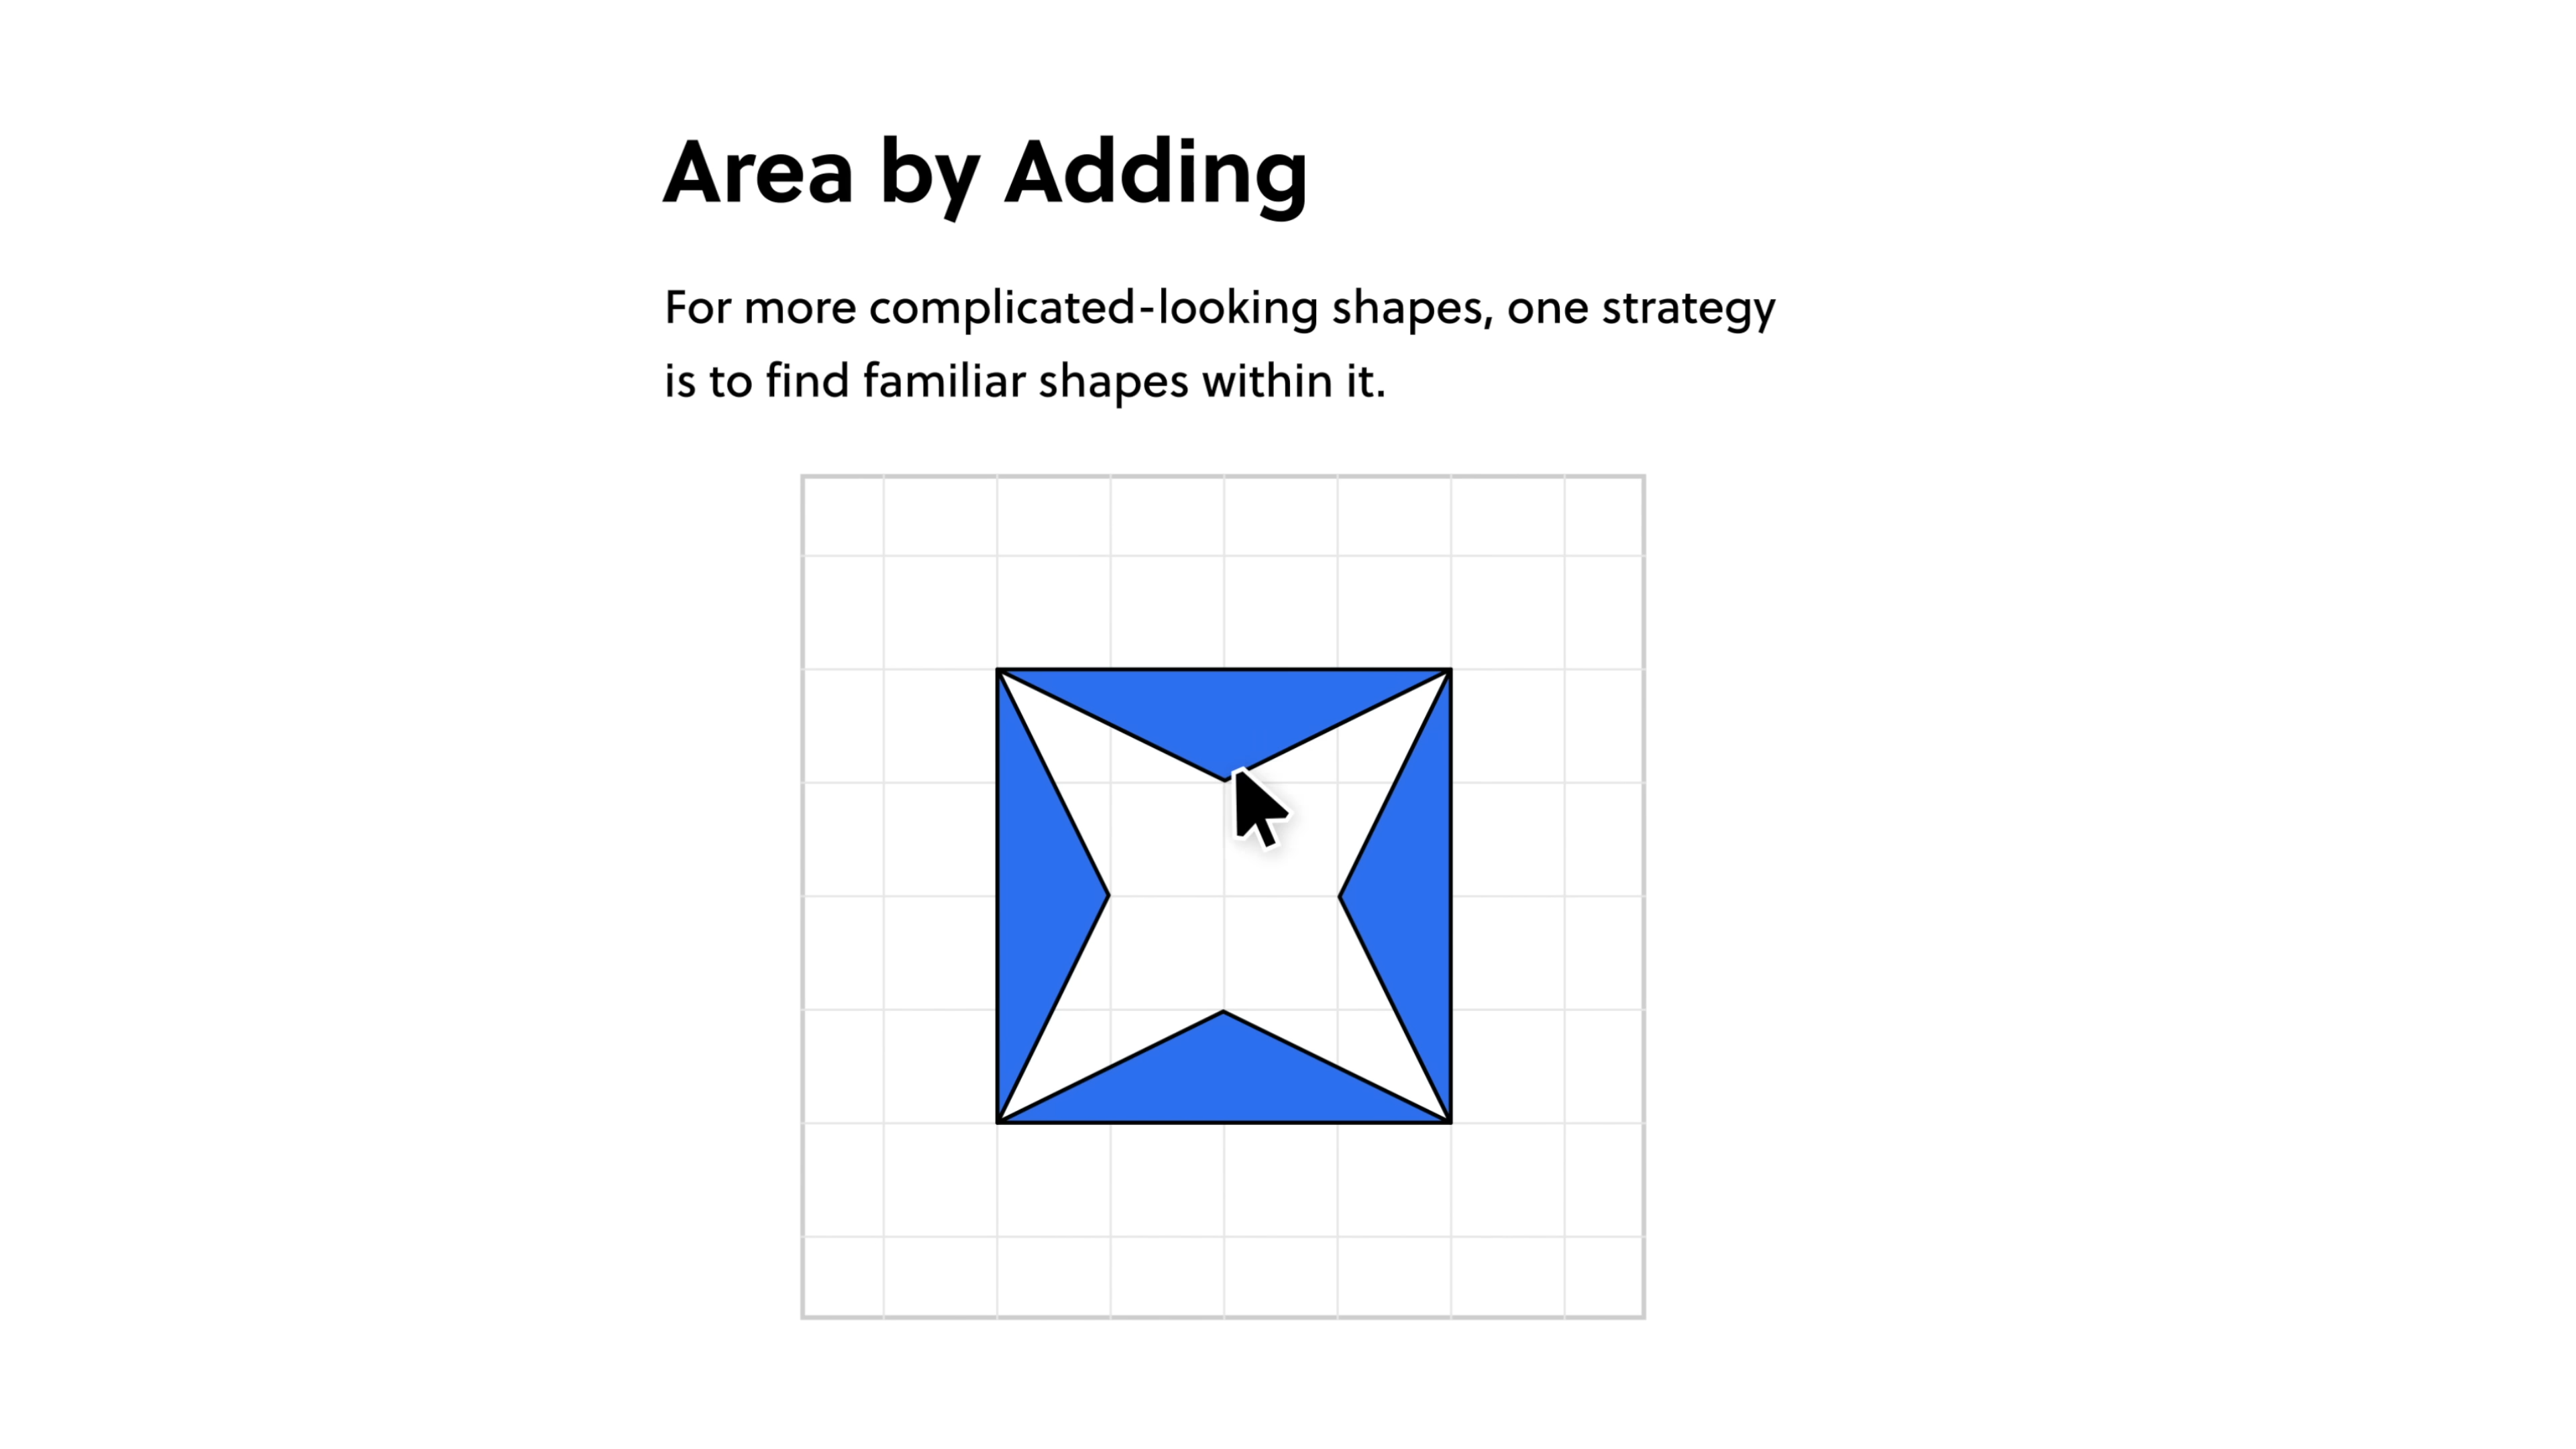 Area by Adding
For more complicated-looking shapes, one strategy
is to find familiar shapes within it.